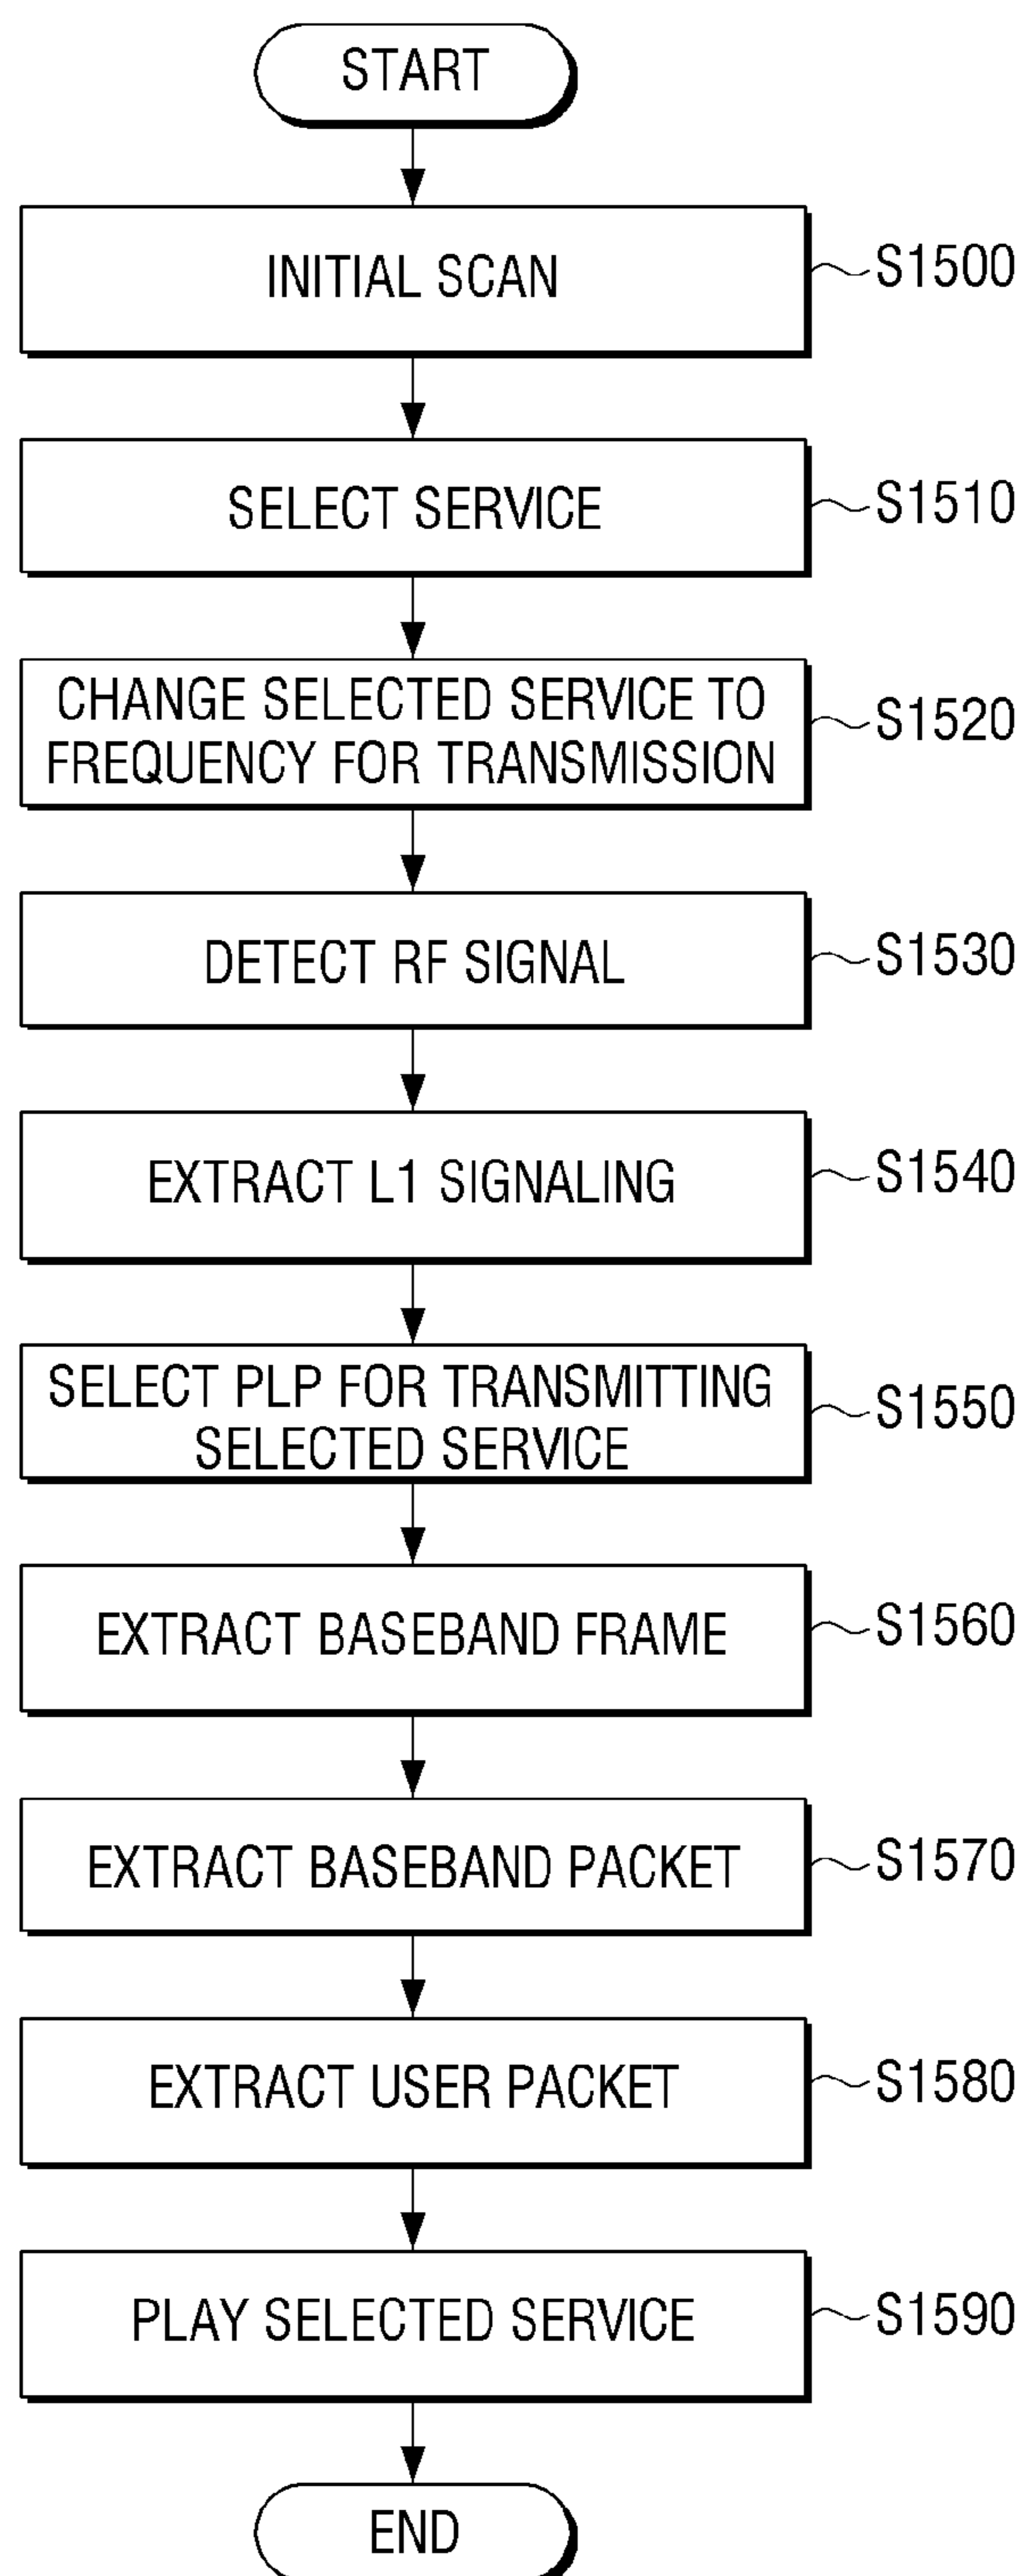 START
INITIAL SCAN
S1500
SELECT SERVICE
S1510
CHANGE SELECTED SERVICE TO
FREQUENCY FOR TRANSMISSION
S1520
DETECT RF SIGNAL
S1530
EXTRACT L1 SIGNALING
S1540
SELECT PLP FOR TRANSMITTING
SELECTED SERVICE
S1550
EXTRACT BASEBAND FRAME
S1560
EXTRACT BASEBAND PACKET
S1570
EXTRACT USER PACKET
S1580
PLAY SELECTED SERVICE
S1590
END